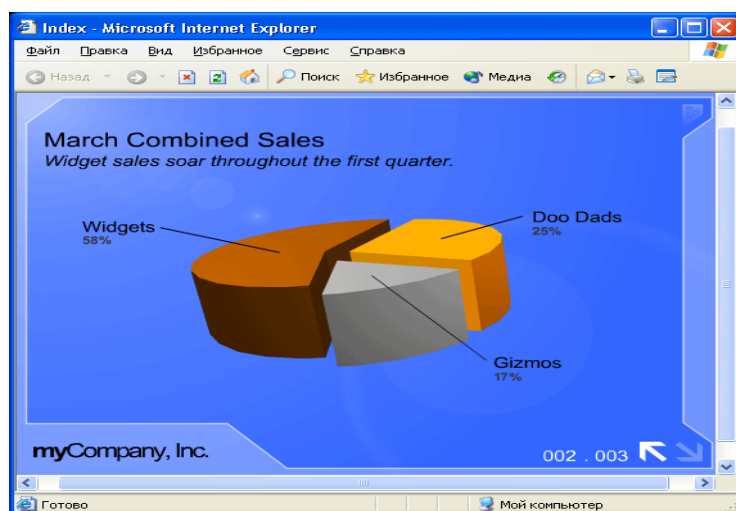 Index - Microsoft Internet Explorer
Файл Правка Вид Избранное Сервис Справка
Назад Поиск Избранное Медиа
March Combined Sales
Widget sales soar throughout the first quarter.
Widgets
58%
Doo Dads
25%
Gizmos
17%
myCompany, Inc.
002 . 003
Готово Мой компьютер